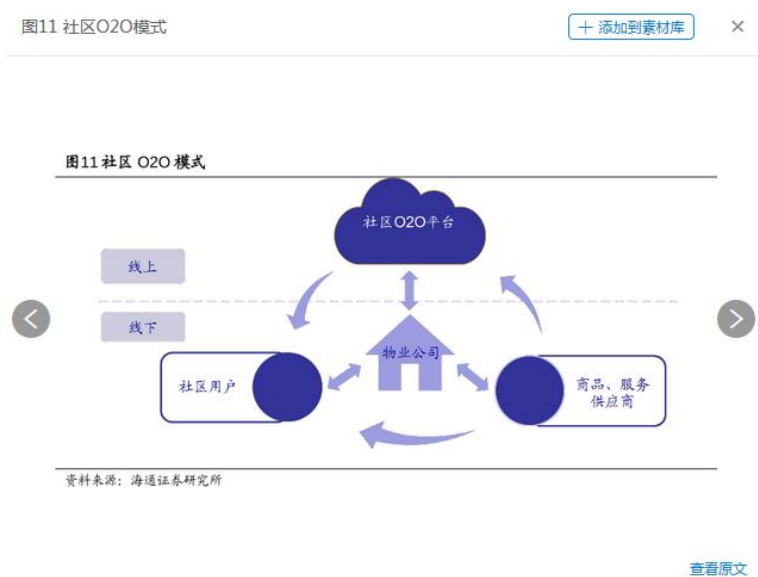 图11 社区O2O模式
十 添加到素材库
图11 社区 O2O 模式
社区O2O平台
线上
线下
物业公司
社区用户
商品、服务
供应商
资料来源：海通证券研究所
查看原文